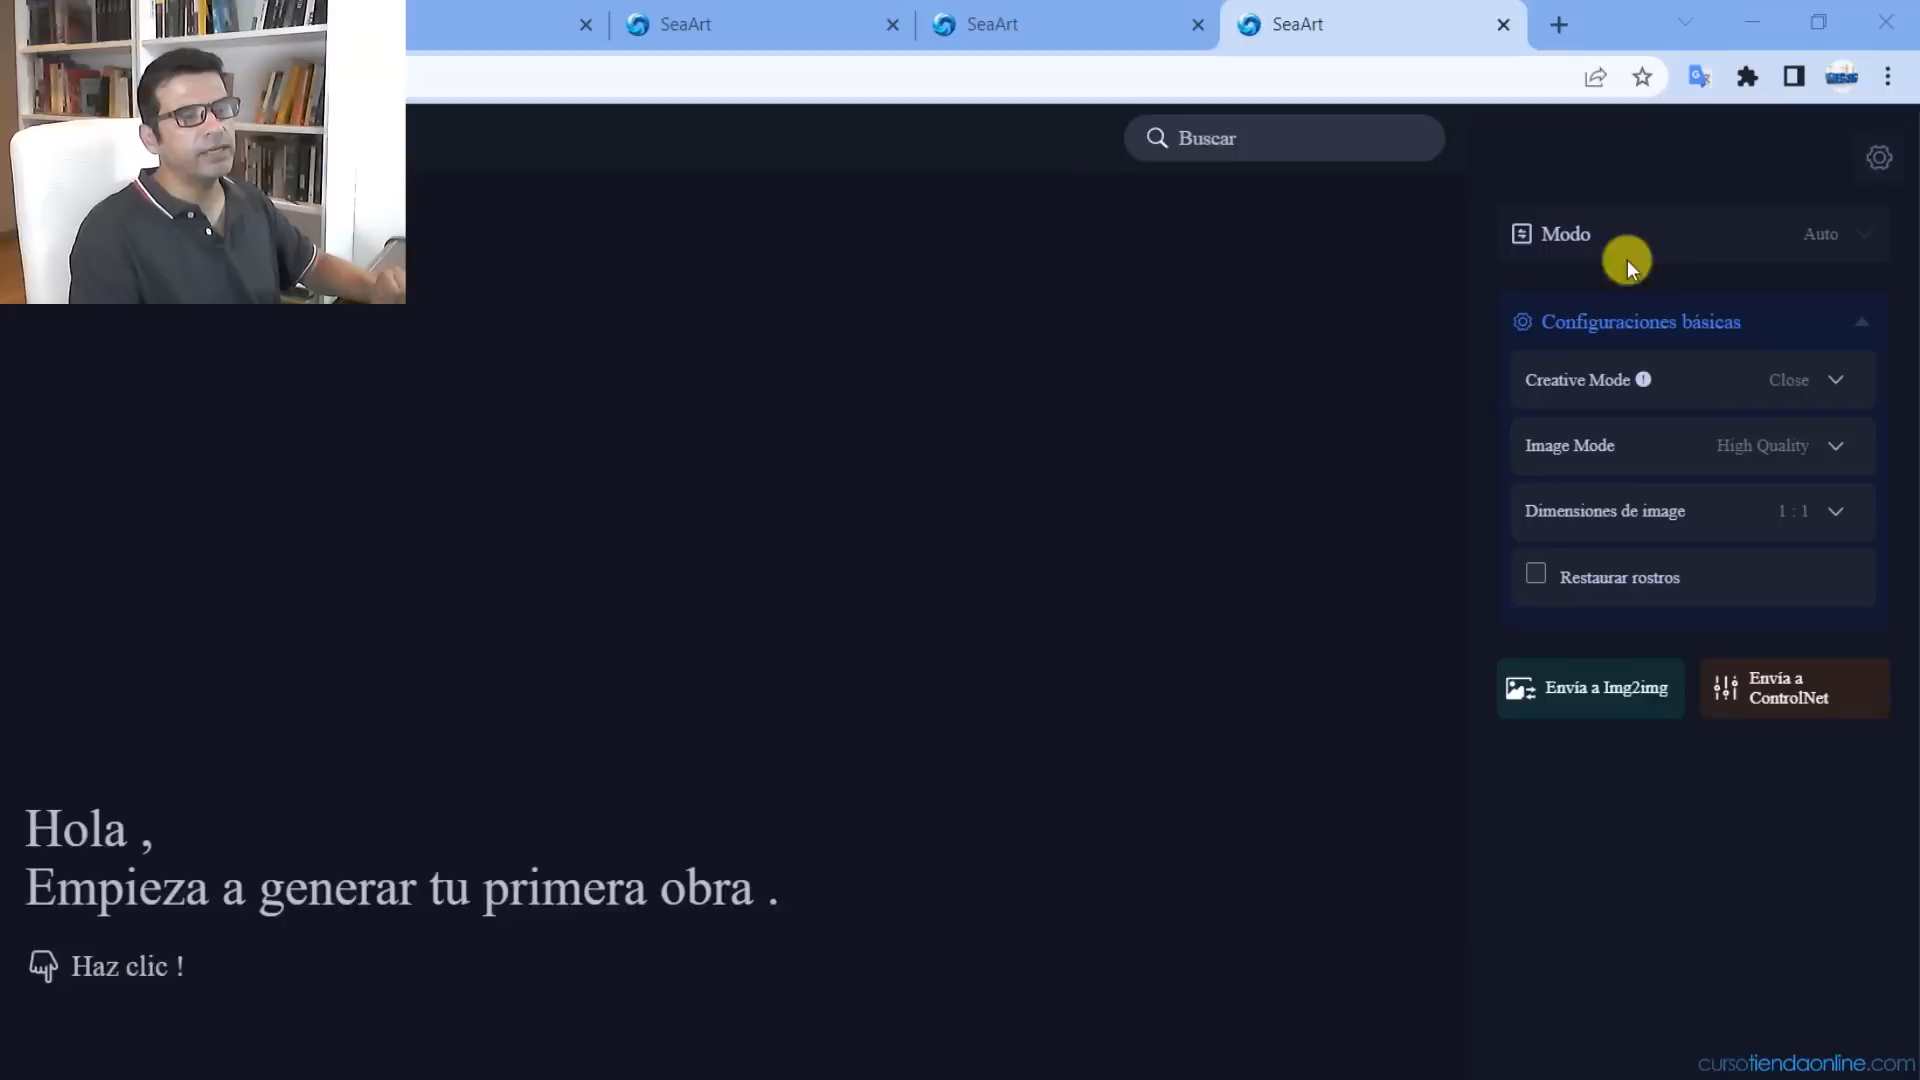 SeaArt
SeaArt
SeaArt
Buscar
Modo
Auto
Configuraciones básicas
Creative Mode
Close
Image Mode
High Quality
Dimensiones de image
1 : 1
Restaurar rostros
Envía a Img2img
Envía a
ControlNet
Hola ,
Empieza a generar tu primera obra .
Haz clic !
cursotiendaonline.com